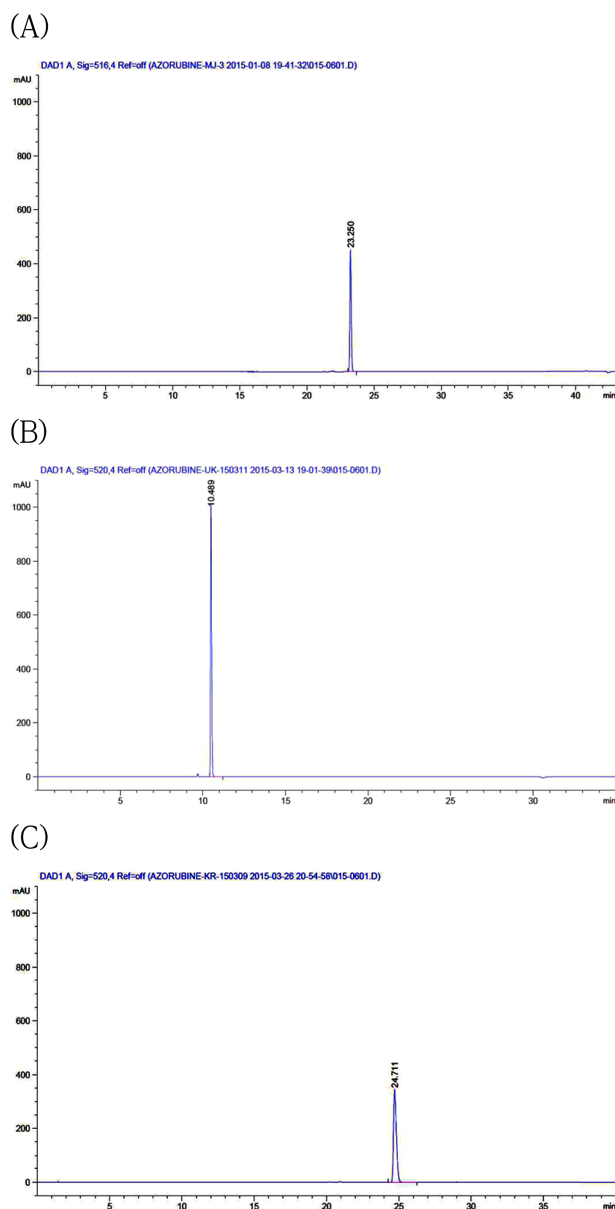 (A)
DAD1 A, Sig=516,4 Ref=off (AZORUBINE-MJ-3 2015-01-08 19-41-32\015-0601.D)
mAU
1000
800
600
400
200
0
23.250
5 10 15 20 25 30 35 40 min
(B)
DAD1 A, Sig=520,4 Ref=off (AZORUBINE-UK-150311 2015-03-13 19-01-39\015-0601.D)
mAU
1000
800
600
400
200
0
10.489
5 10 15 20 25 30 min
(C)
DAD1 A, Sig=520,4 Ref=off (AZORUBINE-KR-150309 2015-03-26 20-54-58\015-0601.D)
mAU
1000
800
600
400
200
0
24.711
5 10 15 20 25 30 35 min